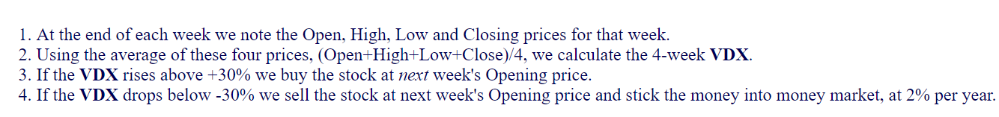 1. At the end of each week we note the Open, High, Low and Closing prices for that week.
2. Using the average of these four prices, (Open+High+Low+Close)/4, we calculate the 4-week VDX.
3. If the VDX rises above +30% we buy the stock at next week's Opening price.
4. If the VDX drops below -30% we sell the stock at next week's Opening price and stick the money into money market, at 2% per year.